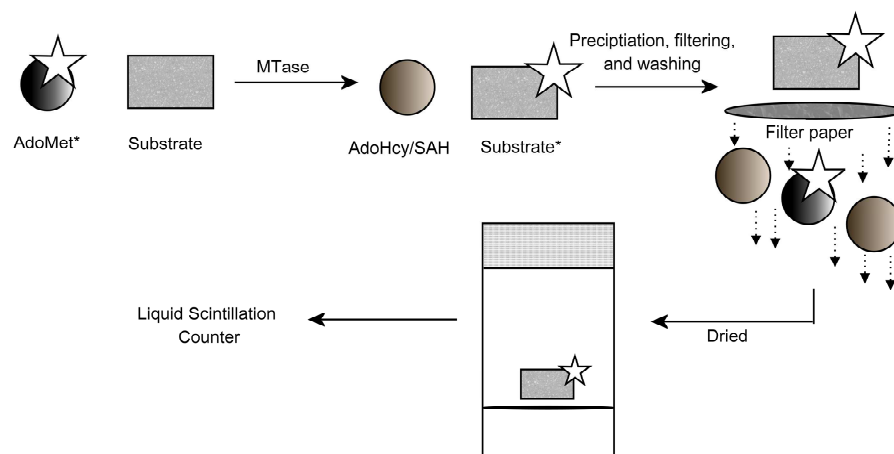 AdoMet*
Substrate
MTase
AdoHcy/SAH
Substrate*
Preciptiation, filtering,
and washing
Filter paper
Dried
Liquid Scintillation
Counter